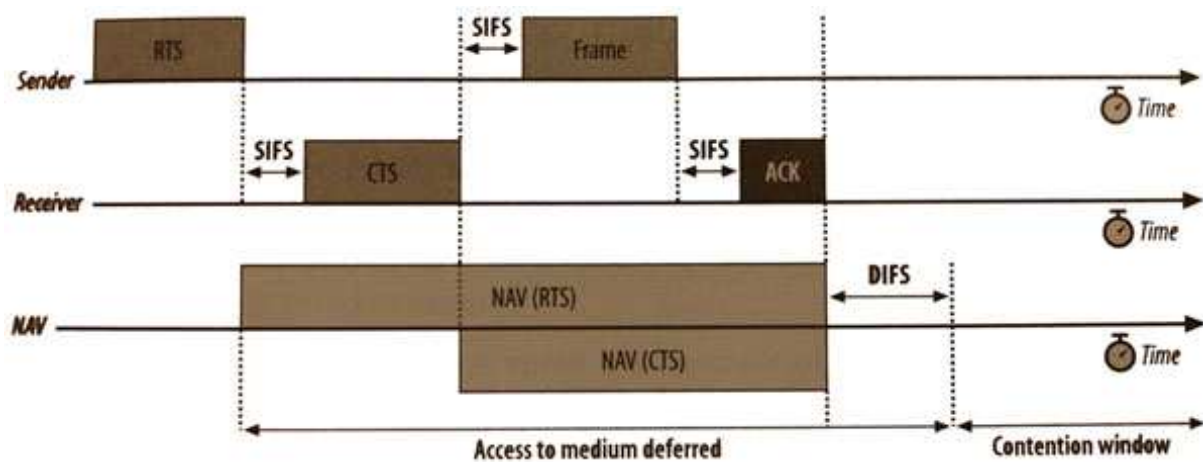 SIFS
RTS
Frame
Sender
Time
SIFS
SIFS
CTS
ACK
Receiver
Time
DIFS
NAV (RTS)
NAV
NAV (CTS)
Time
Access to medium deferred
Contention window